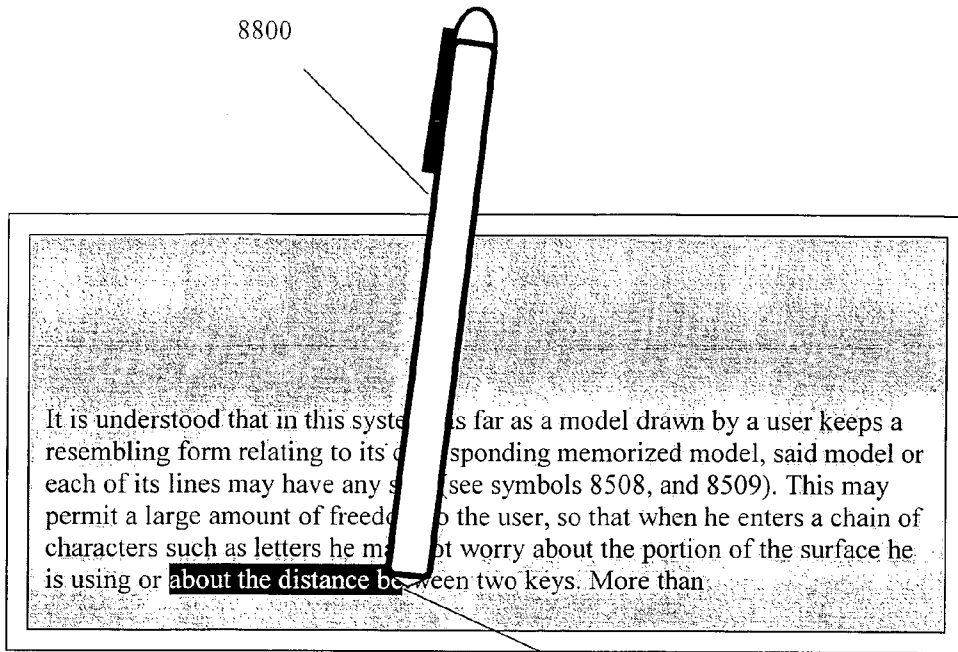 8800
It is understood that in this syste s far as a model drawn by a user keeps a
resembling form relating to its c sponding memorized model, said model or
each of its lines may have any s (see symbols 8508, and 8509). This may
permit a large amount of freedo o the user, so that when he enters a chain of
characters such as letters he ma ot worry about the portion of the surface he
is using or about the distance be ween two keys. More than